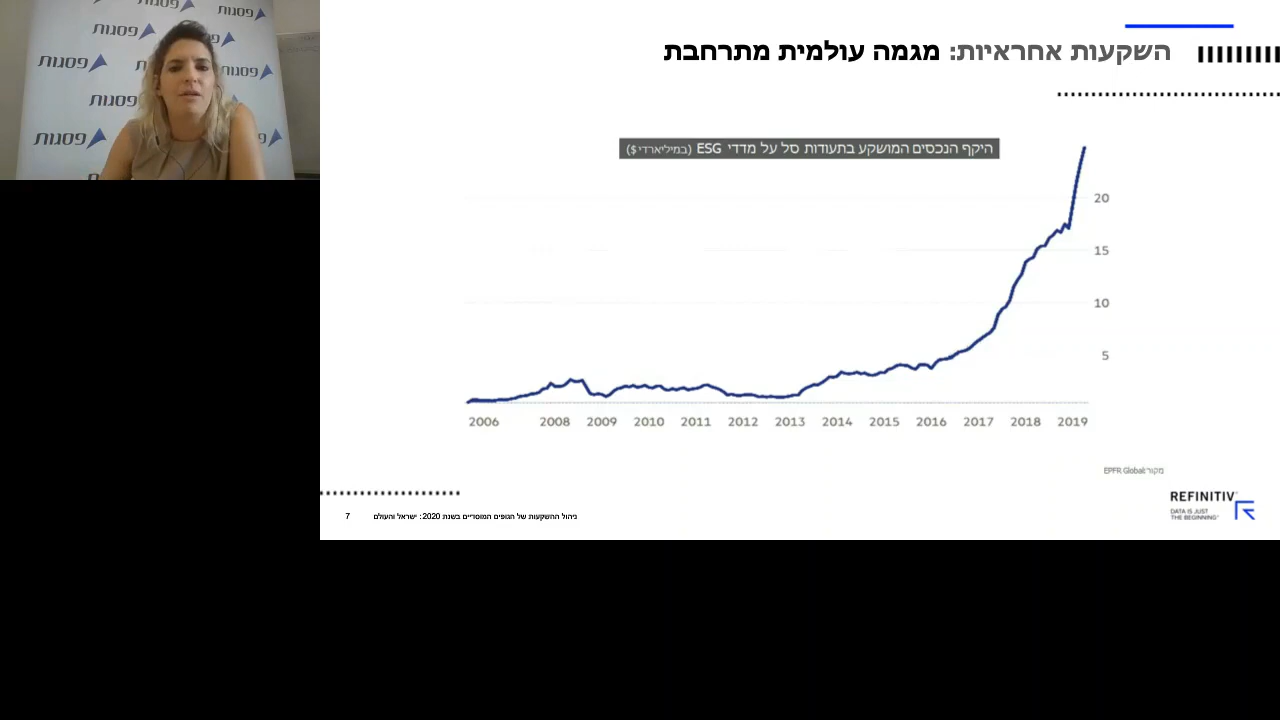 פסגות
פסגות
פסגות
פסגות
פסגות
פסגות
השקעות אחראיות: מגמה עולמית מתרחבת
היקף הנכסים המושקע בתעודות סל על מדדי ESG (במיליארדי $)
20
15
10
5
2006 2008 2009 2010 2011 2012 2013 2014 2015 2016 2017 2018 2019
מקור: EPFR Global
REFINITIV
DATA IS JUST
THE BEGINNING
ניהול ההשקעות של הגופים המוסדיים בשנת 2020: ישראל והעולם 7